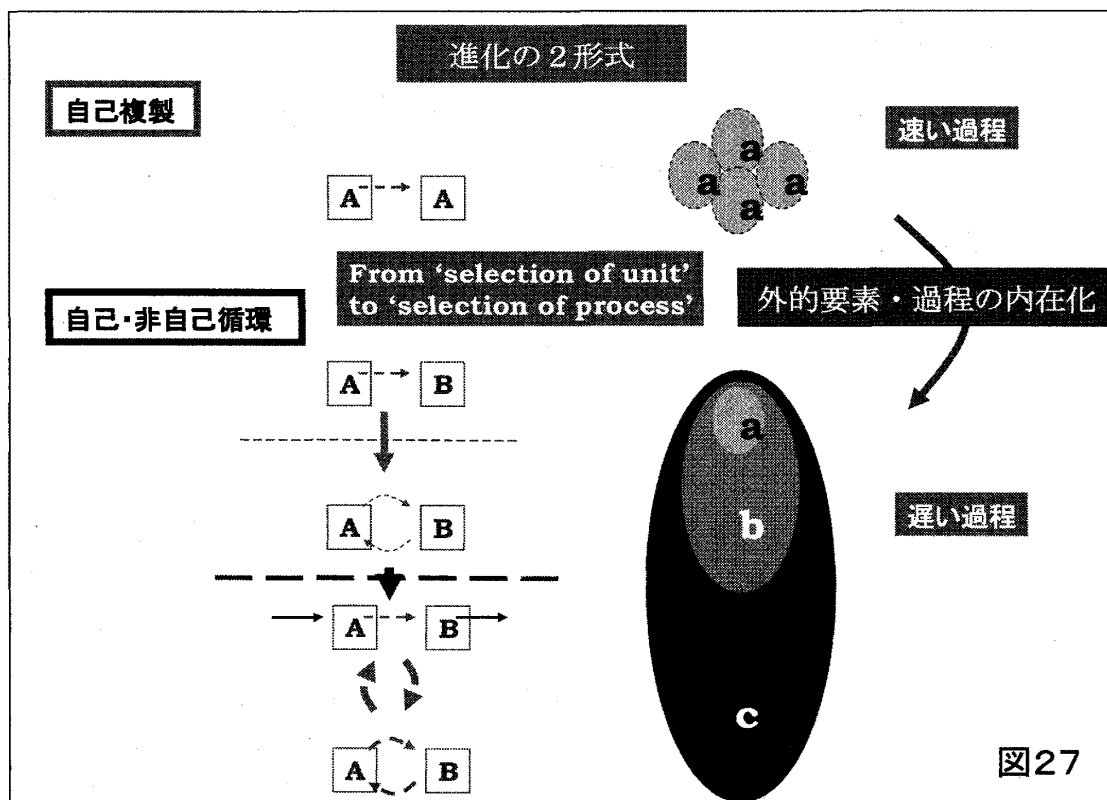 進化の2形式
自己複製
速い過程
a
a a
a
A A
From ‘selection of unit’
to ‘selection of process’
外的要素・過程の内在化
自己・非自己循環
A B
a
A B
b
遅い過程
A B
c
A B
図27